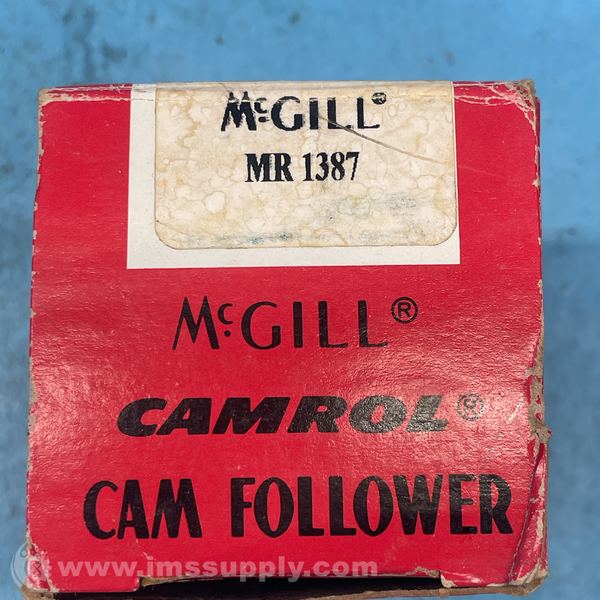 McGILL®
MR 1387
McGILL®
CAMROL®
CAM FOLLOWER
www.imssupply.com